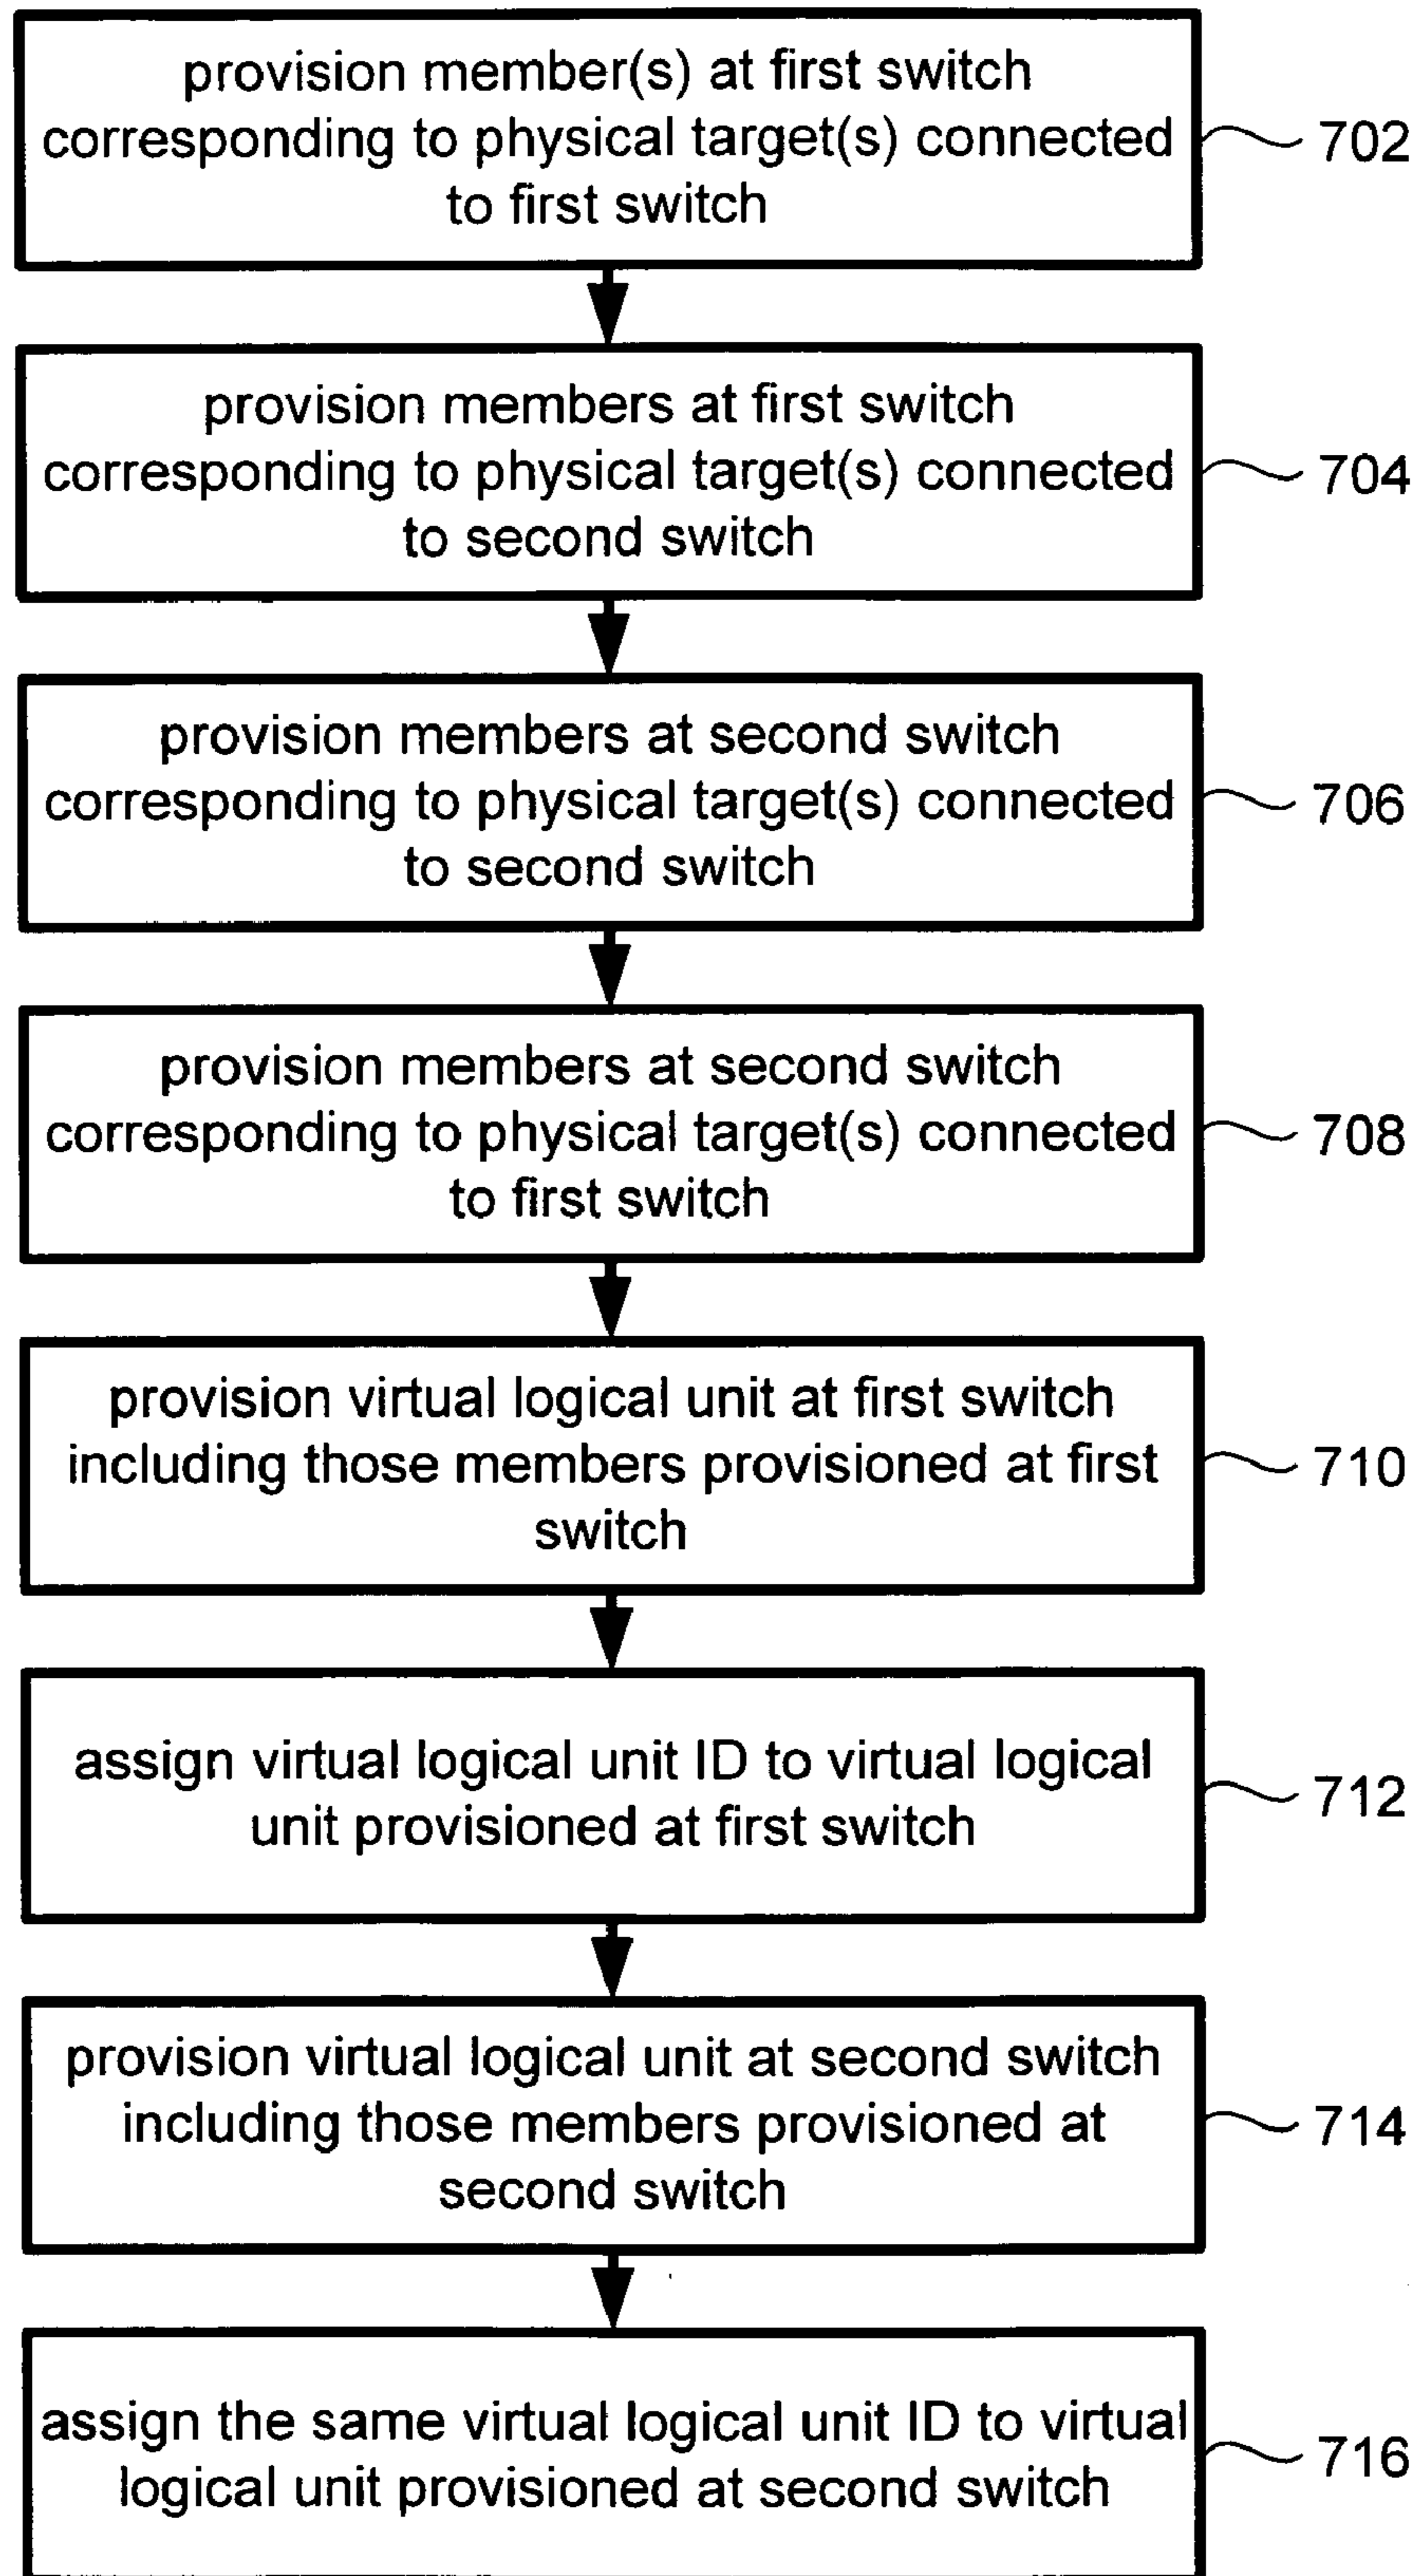 provision member(s) at first switch
corresponding to physical target(s) connected
to first switch
702
provision members at first switch
corresponding to physical target(s) connected
to second switch
704
provision members at second switch
corresponding to physical target(s) connected
to second switch
706
provision members at second switch
corresponding to physical target(s) connected
to first switch
708
provision virtual logical unit at first switch
including those members provisioned at first
switch
710
assign virtual logical unit ID to virtual logical
unit provisioned at first switch
712
provision virtual logical unit at second switch
including those members provisioned at
second switch
714
assign the same virtual logical unit ID to virtual
logical unit provisioned at second switch
716